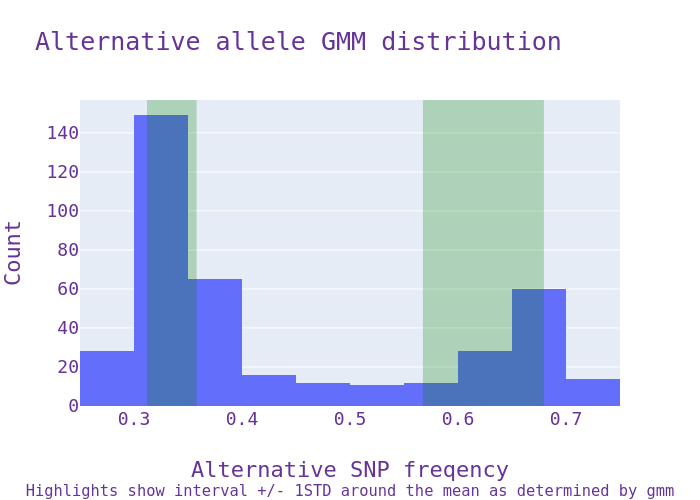 Alternative allele GMM distribution
Count
140
120
100
80
60
40
20
0
0.3 0.4 0.5 0.6 0.7
Alternative SNP freqency
Highlights show interval +/- 1STD around the mean as determined by gmm